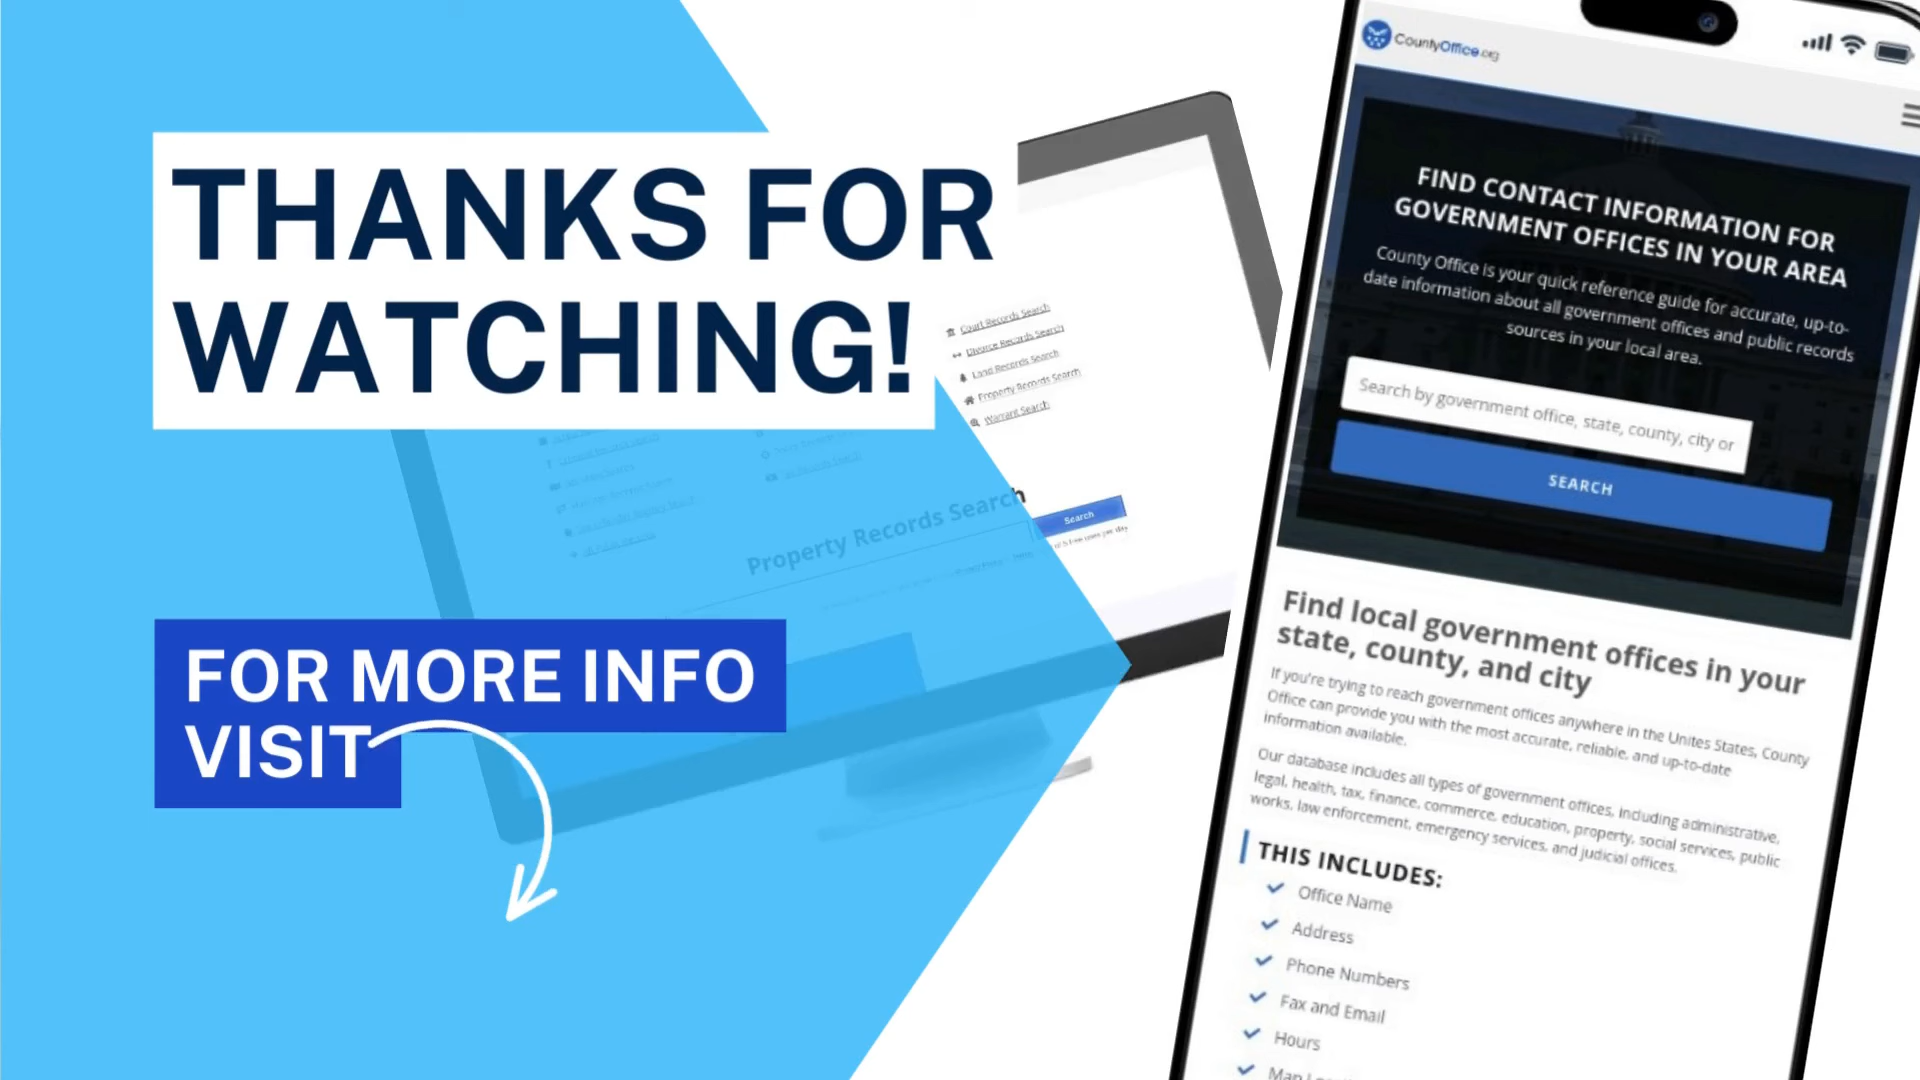 THANKS FOR
WATCHING!
FOR MORE INFO
VISIT
Court Records Search
Divorce Records Search
Land Records Search
Property Records Search
Warrant Search
Property Records Search
Search
CountyOffice.org
FIND CONTACT INFORMATION FOR
GOVERNMENT OFFICES IN YOUR AREA
County Office is your quick reference guide for accurate, up-to-
date information about all government offices and public records
sources in your local area.
Search by government office, state, county, city or
SEARCH
Find local government offices in your
state, county, and city
If you're trying to reach government offices anywhere in the Unites States, County
Office can provide you with the most accurate, reliable, and up-to-date
information available.
Our database includes all types of government offices, including administrative,
legal, health, tax, finance, commerce, education, property, social services, public
works, law enforcement, emergency services, and judicial offices.
THIS INCLUDES:
Office Name
Address
Phone Numbers
Fax and Email
Hours